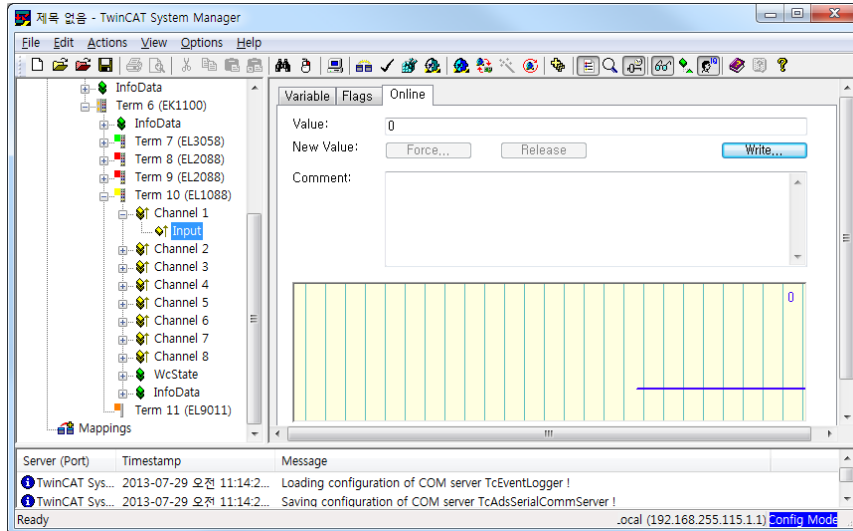 제목 없음 - TwinCAT System Manager
File Edit Actions View Options Help
InfoData
Term 6 (EK1100)
InfoData
Term 7 (EL3058)
Term 8 (EL2088)
Term 9 (EL2088)
Term 10 (EL1088)
Channel 1
Input
Channel 2
Channel 3
Channel 4
Channel 5
Channel 6
Channel 7
Channel 8
WcState
InfoData
Term 11 (EL9011)
Mappings
Variable Flags Online
Value: 0
New Value: Force... Release Write...
Comment:
0
Server (Port) Timestamp Message
TwinCAT Sys... 2013-07-29 오전 11:14:2... Loading configuration of COM server TcEventLogger !
TwinCAT Sys... 2013-07-29 오전 11:14:2... Saving configuration of COM server TcAdsSerialCommServer !
Ready .ocal (192.168.255.115.1.1) Config Mode